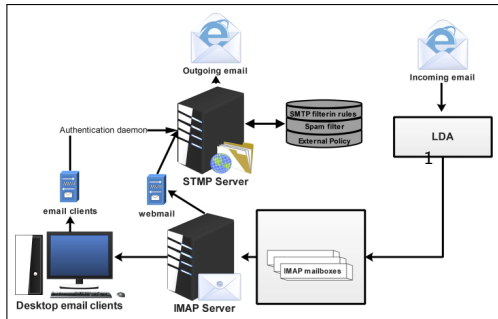 Outgoing email
Incoming email
SMTP filterin rules
Spam filter
External Policy
Authentication daemon
LDA
1
STMP Server
email clients
webmail
IMAP mailboxes
Desktop email clients
IMAP Server